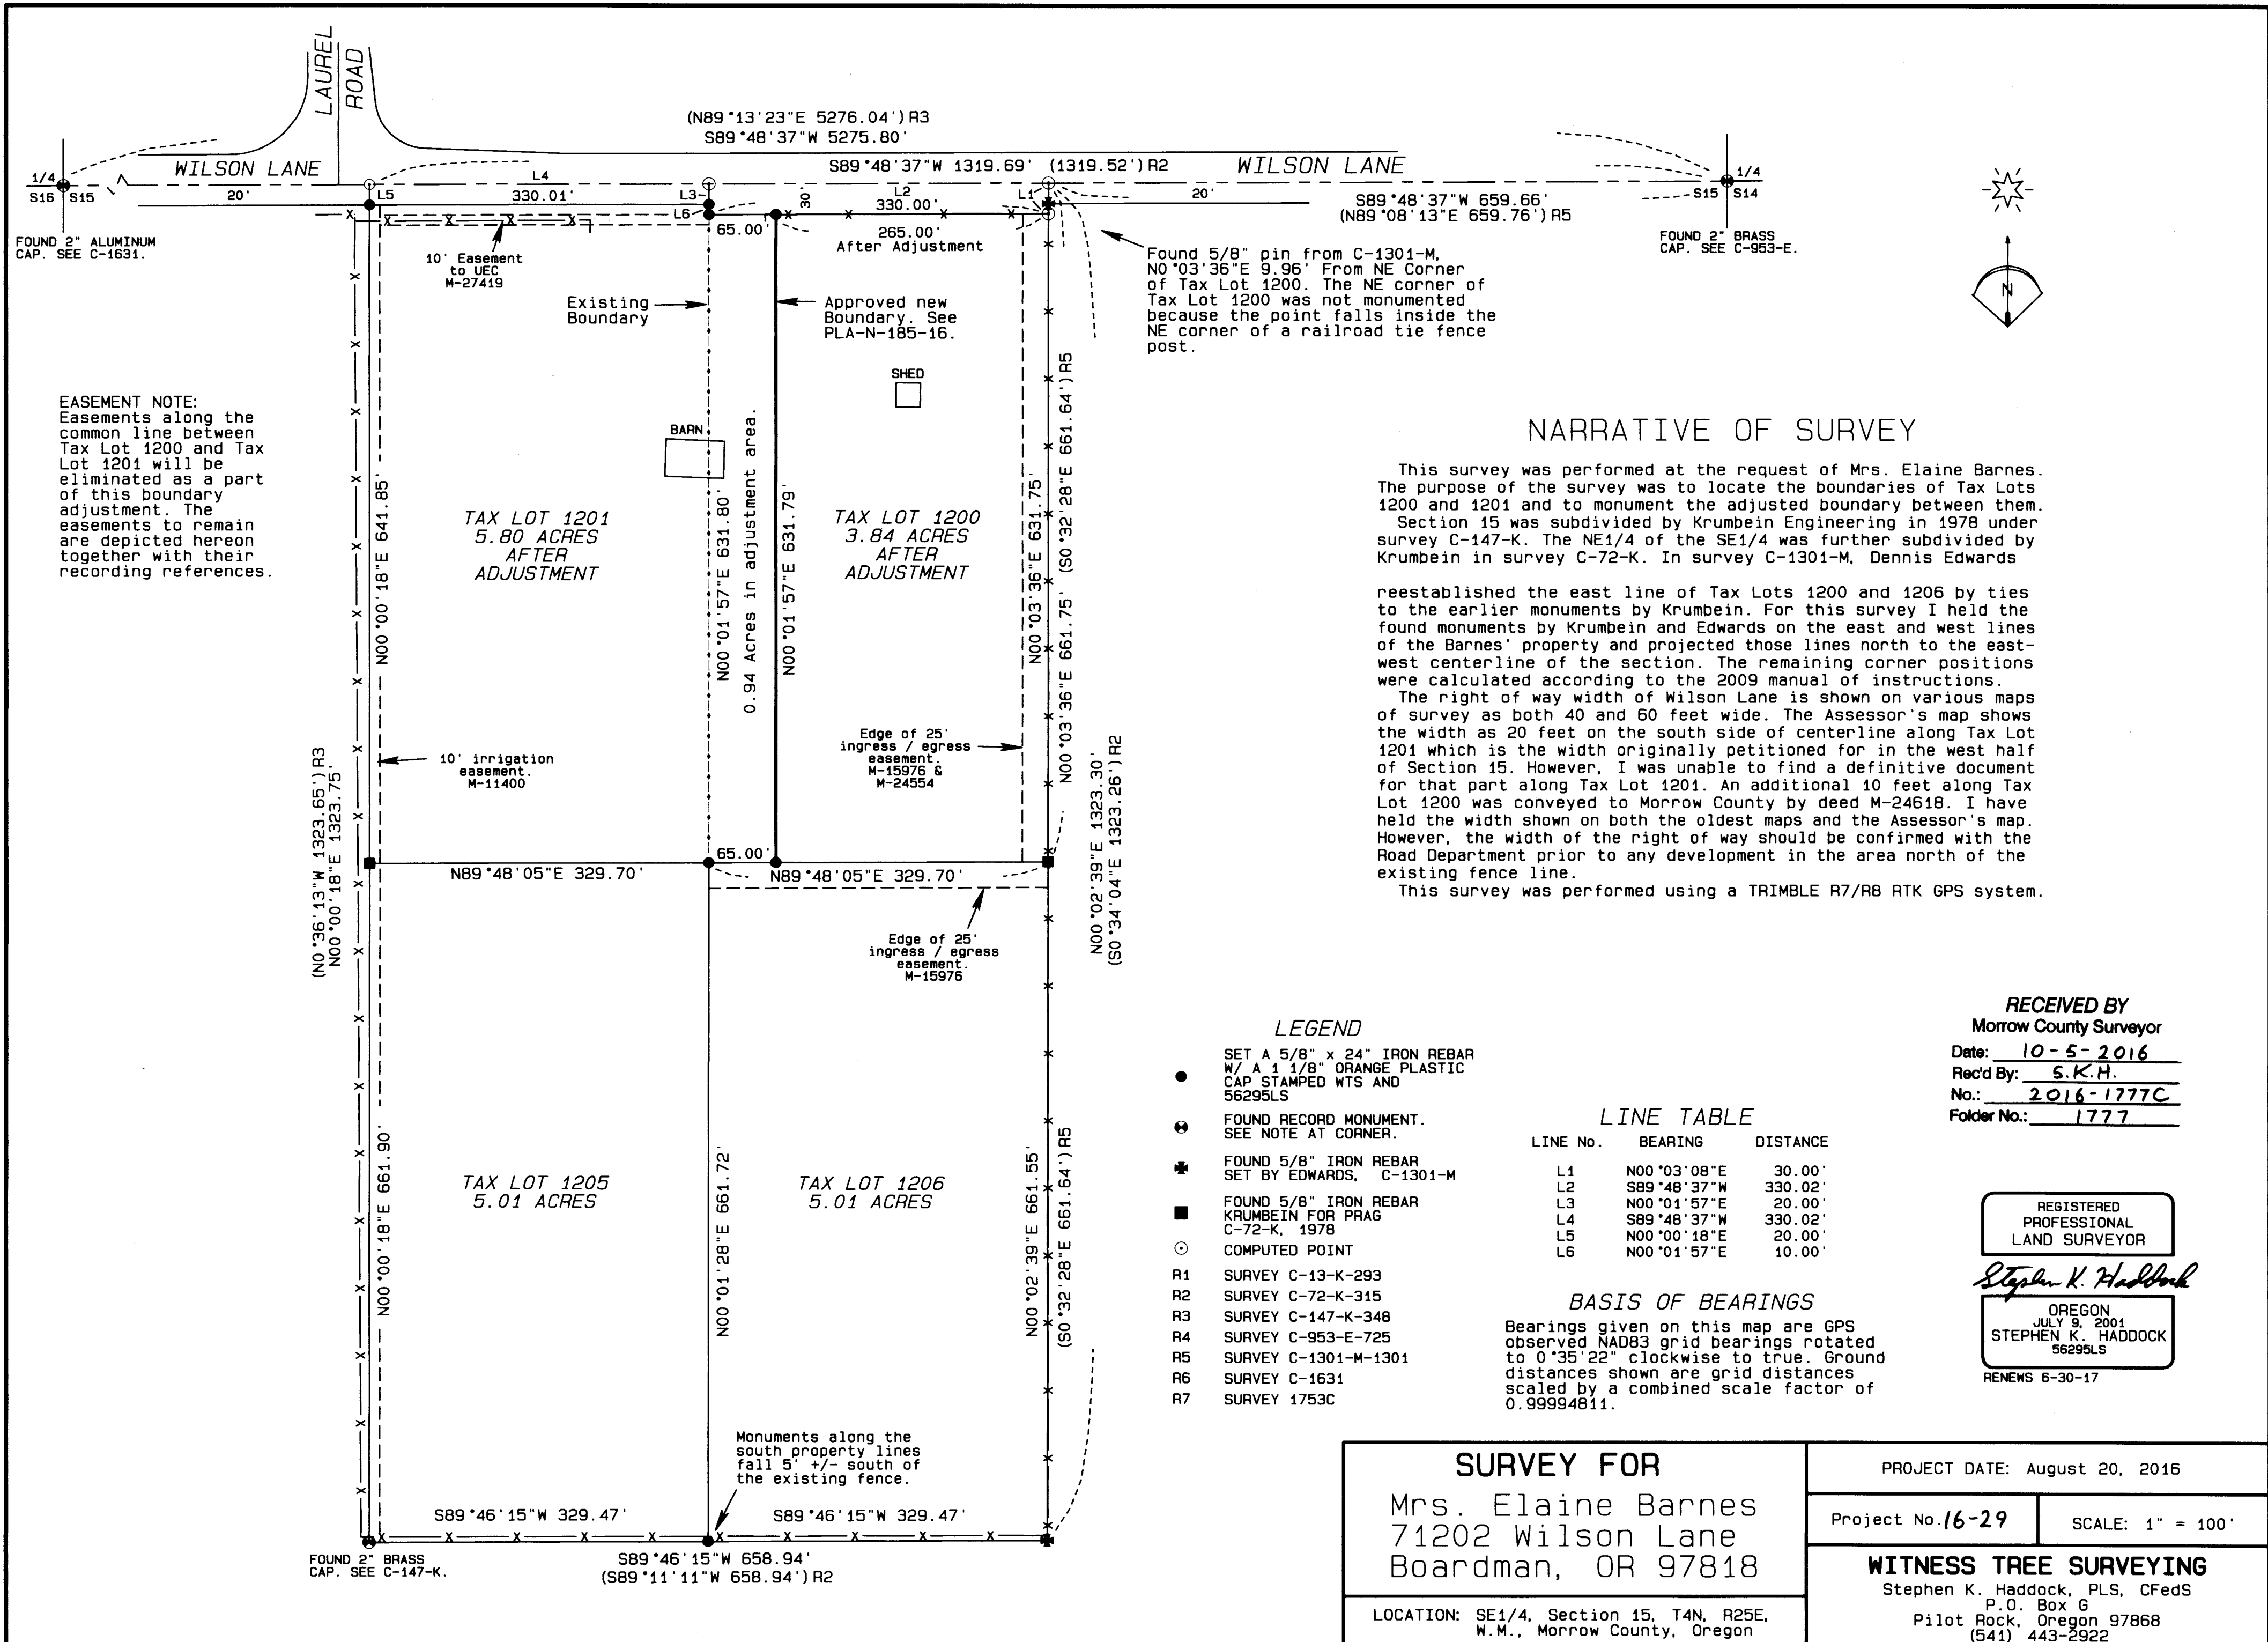 LAUREL
ROAD
(N89°13'23"E 5276.04')R3
S89°48'37"W 5275.80'
WILSON LANE
S89°48'37"W 1319.69' (1319.52')R2
WILSON LANE
1/4
S16 S15
20'
L5
L4
330.01'
L3
L6
30'
L2
330.00'
L1
20'
S89°48'37"W 659.66'
(N89°08'13"E 659.76')R5
1/4
S15 S14
FOUND 2" ALUMINUM
CAP. SEE C-1631.
FOUND 2" BRASS
CAP. SEE C-953-E.
65.00'
265.00'
After Adjustment
10' Easement
to UEC
M-27419
Existing
Boundary
Approved new
Boundary. See
PLA-N-185-16.
Found 5/8" pin from C-1301-M,
N0°03'36"E 9.96' From NE Corner
of Tax Lot 1200. The NE corner of
Tax Lot 1200 was not monumented
because the point falls inside the
NE corner of a railroad tie fence
post.
N
SHED
BARN
EASEMENT NOTE:
Easements along the
common line between
Tax Lot 1200 and Tax
Lot 1201 will be
eliminated as a part
of this boundary
adjustment. The
easements to remain
are depicted hereon
together with their
recording references.
N00°00'18"E 641.85'
TAX LOT 1201
5.80 ACRES
AFTER
ADJUSTMENT
N00°01'57"E 631.80'
0.94 Acres in adjustment area.
N00°01'57"E 631.79'
TAX LOT 1200
3.84 ACRES
AFTER
ADJUSTMENT
N00°03'36"E 631.75'
N00°03'36"E 661.75' (S0°32'28"E 661.64')R5
10' irrigation
easement.
M-11400
Edge of 25'
ingress / egress
easement.
M-15976 &
M-24554
(N0°36'13"W 1323.65')R3
N00°00'18"E 1323.75'
N00°02'39"E 1323.30'
(S0°34'04"E 1323.26')R2
65.00'
N89°48'05"E 329.70'
N89°48'05"E 329.70'
Edge of 25'
ingress / egress
easement.
M-15976
N00°00'18"E 661.90'
TAX LOT 1205
5.01 ACRES
N00°01'28"E 661.72'
TAX LOT 1206
5.01 ACRES
N00°02'39"E 661.55'
(S0°32'28"E 661.64')R5
Monuments along the
south property lines
fall 5' +/- south of
the existing fence.
S89°46'15"W 329.47'
S89°46'15"W 329.47'
FOUND 2" BRASS
CAP. SEE C-147-K.
S89°46'15"W 658.94'
(S89°11'11"W 658.94')R2
NARRATIVE OF SURVEY
This survey was performed at the request of Mrs. Elaine Barnes.
The purpose of the survey was to locate the boundaries of Tax Lots
1200 and 1201 and to monument the adjusted boundary between them.
Section 15 was subdivided by Krumbein Engineering in 1978 under
survey C-147-K. The NE1/4 of the SE1/4 was further subdivided by
Krumbein in survey C-72-K. In survey C-1301-M, Dennis Edwards
reestablished the east line of Tax Lots 1200 and 1206 by ties
to the earlier monuments by Krumbein. For this survey I held the
found monuments by Krumbein and Edwards on the east and west lines
of the Barnes' property and projected those lines north to the east-
west centerline of the section. The remaining corner positions
were calculated according to the 2009 manual of instructions.
The right of way width of Wilson Lane is shown on various maps
of survey as both 40 and 60 feet wide. The Assessor's map shows
the width as 20 feet on the south side of centerline along Tax Lot
1201 which is the width originally petitioned for in the west half
of Section 15. However, I was unable to find a definitive document
for that part along Tax Lot 1201. An additional 10 feet along Tax
Lot 1200 was conveyed to Morrow County by deed M-24618. I have
held the width shown on both the oldest maps and the Assessor's map.
However, the width of the right of way should be confirmed with the
Road Department prior to any development in the area north of the
existing fence line.
This survey was performed using a TRIMBLE R7/R8 RTK GPS system.
LEGEND
SET A 5/8" x 24" IRON REBAR
W/ A 1 1/8" ORANGE PLASTIC
CAP STAMPED WTS AND
56295LS
FOUND RECORD MONUMENT.
SEE NOTE AT CORNER.
FOUND 5/8" IRON REBAR
SET BY EDWARDS, C-1301-M
FOUND 5/8" IRON REBAR
KRUMBEIN FOR PRAG
C-72-K, 1978
COMPUTED POINT
R1 SURVEY C-13-K-293
R2 SURVEY C-72-K-315
R3 SURVEY C-147-K-348
R4 SURVEY C-953-E-725
R5 SURVEY C-1301-M-1301
R6 SURVEY C-1631
R7 SURVEY 1753C
LINE TABLE
LINE No. BEARING DISTANCE
L1 N00°03'08"E 30.00'
L2 S89°48'37"W 330.02'
L3 N00°01'57"E 20.00'
L4 S89°48'37"W 330.02'
L5 N00°00'18"E 20.00'
L6 N00°01'57"E 10.00'
BASIS OF BEARINGS
Bearings given on this map are GPS
observed NAD83 grid bearings rotated
to 0°35'22" clockwise to true. Ground
distances shown are grid distances
scaled by a combined scale factor of
0.99994811.
RECEIVED BY
Morrow County Surveyor
Date: 10-5-2016
Rec'd By: S.K.H.
No.: 2016-1777C
Folder No.: 1777
REGISTERED
PROFESSIONAL
LAND SURVEYOR
Stephen K. Haddock
OREGON
JULY 9, 2001
STEPHEN K. HADDOCK
56295LS
RENEWS 6-30-17
SURVEY FOR
Mrs. Elaine Barnes
71202 Wilson Lane
Boardman, OR 97818
LOCATION: SE1/4, Section 15, T4N, R25E,
W.M., Morrow County, Oregon
PROJECT DATE: August 20, 2016
Project No. 16-29
SCALE: 1" = 100'
WITNESS TREE SURVEYING
Stephen K. Haddock, PLS, CFedS
P.O. Box G
Pilot Rock, Oregon 97868
(541) 443-2922